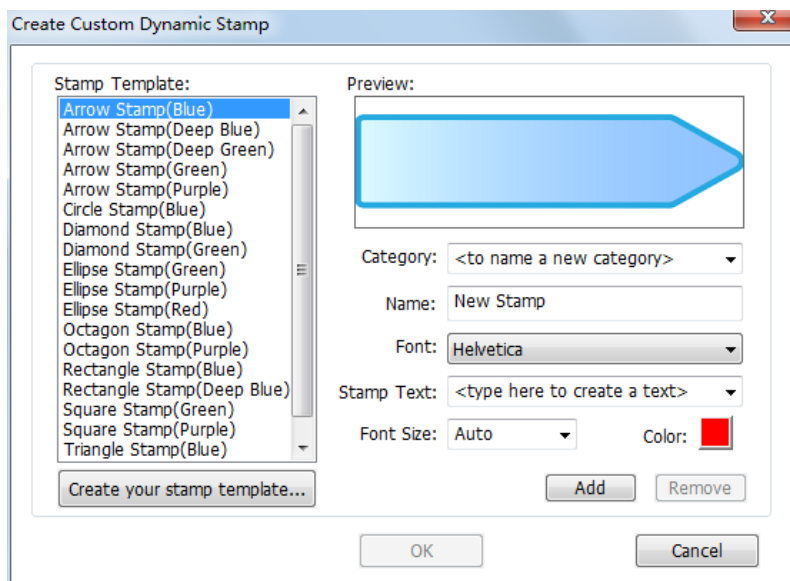 Create Custom Dynamic Stamp
Stamp Template:
Arrow Stamp(Blue)
Arrow Stamp(Deep Blue)
Arrow Stamp(Deep Green)
Arrow Stamp(Green)
Arrow Stamp(Purple)
Circle Stamp(Blue)
Diamond Stamp(Blue)
Diamond Stamp(Green)
Ellipse Stamp(Green)
Ellipse Stamp(Purple)
Ellipse Stamp(Red)
Octagon Stamp(Blue)
Octagon Stamp(Purple)
Rectangle Stamp(Blue)
Rectangle Stamp(Deep Blue)
Square Stamp(Green)
Square Stamp(Purple)
Triangle Stamp(Blue)
Create your stamp template...
Preview:
Category: <to name a new category>
Name: New Stamp
Font: Helvetica
Stamp Text: <type here to create a text>
Font Size: Auto Color:
Add Remove
OK Cancel